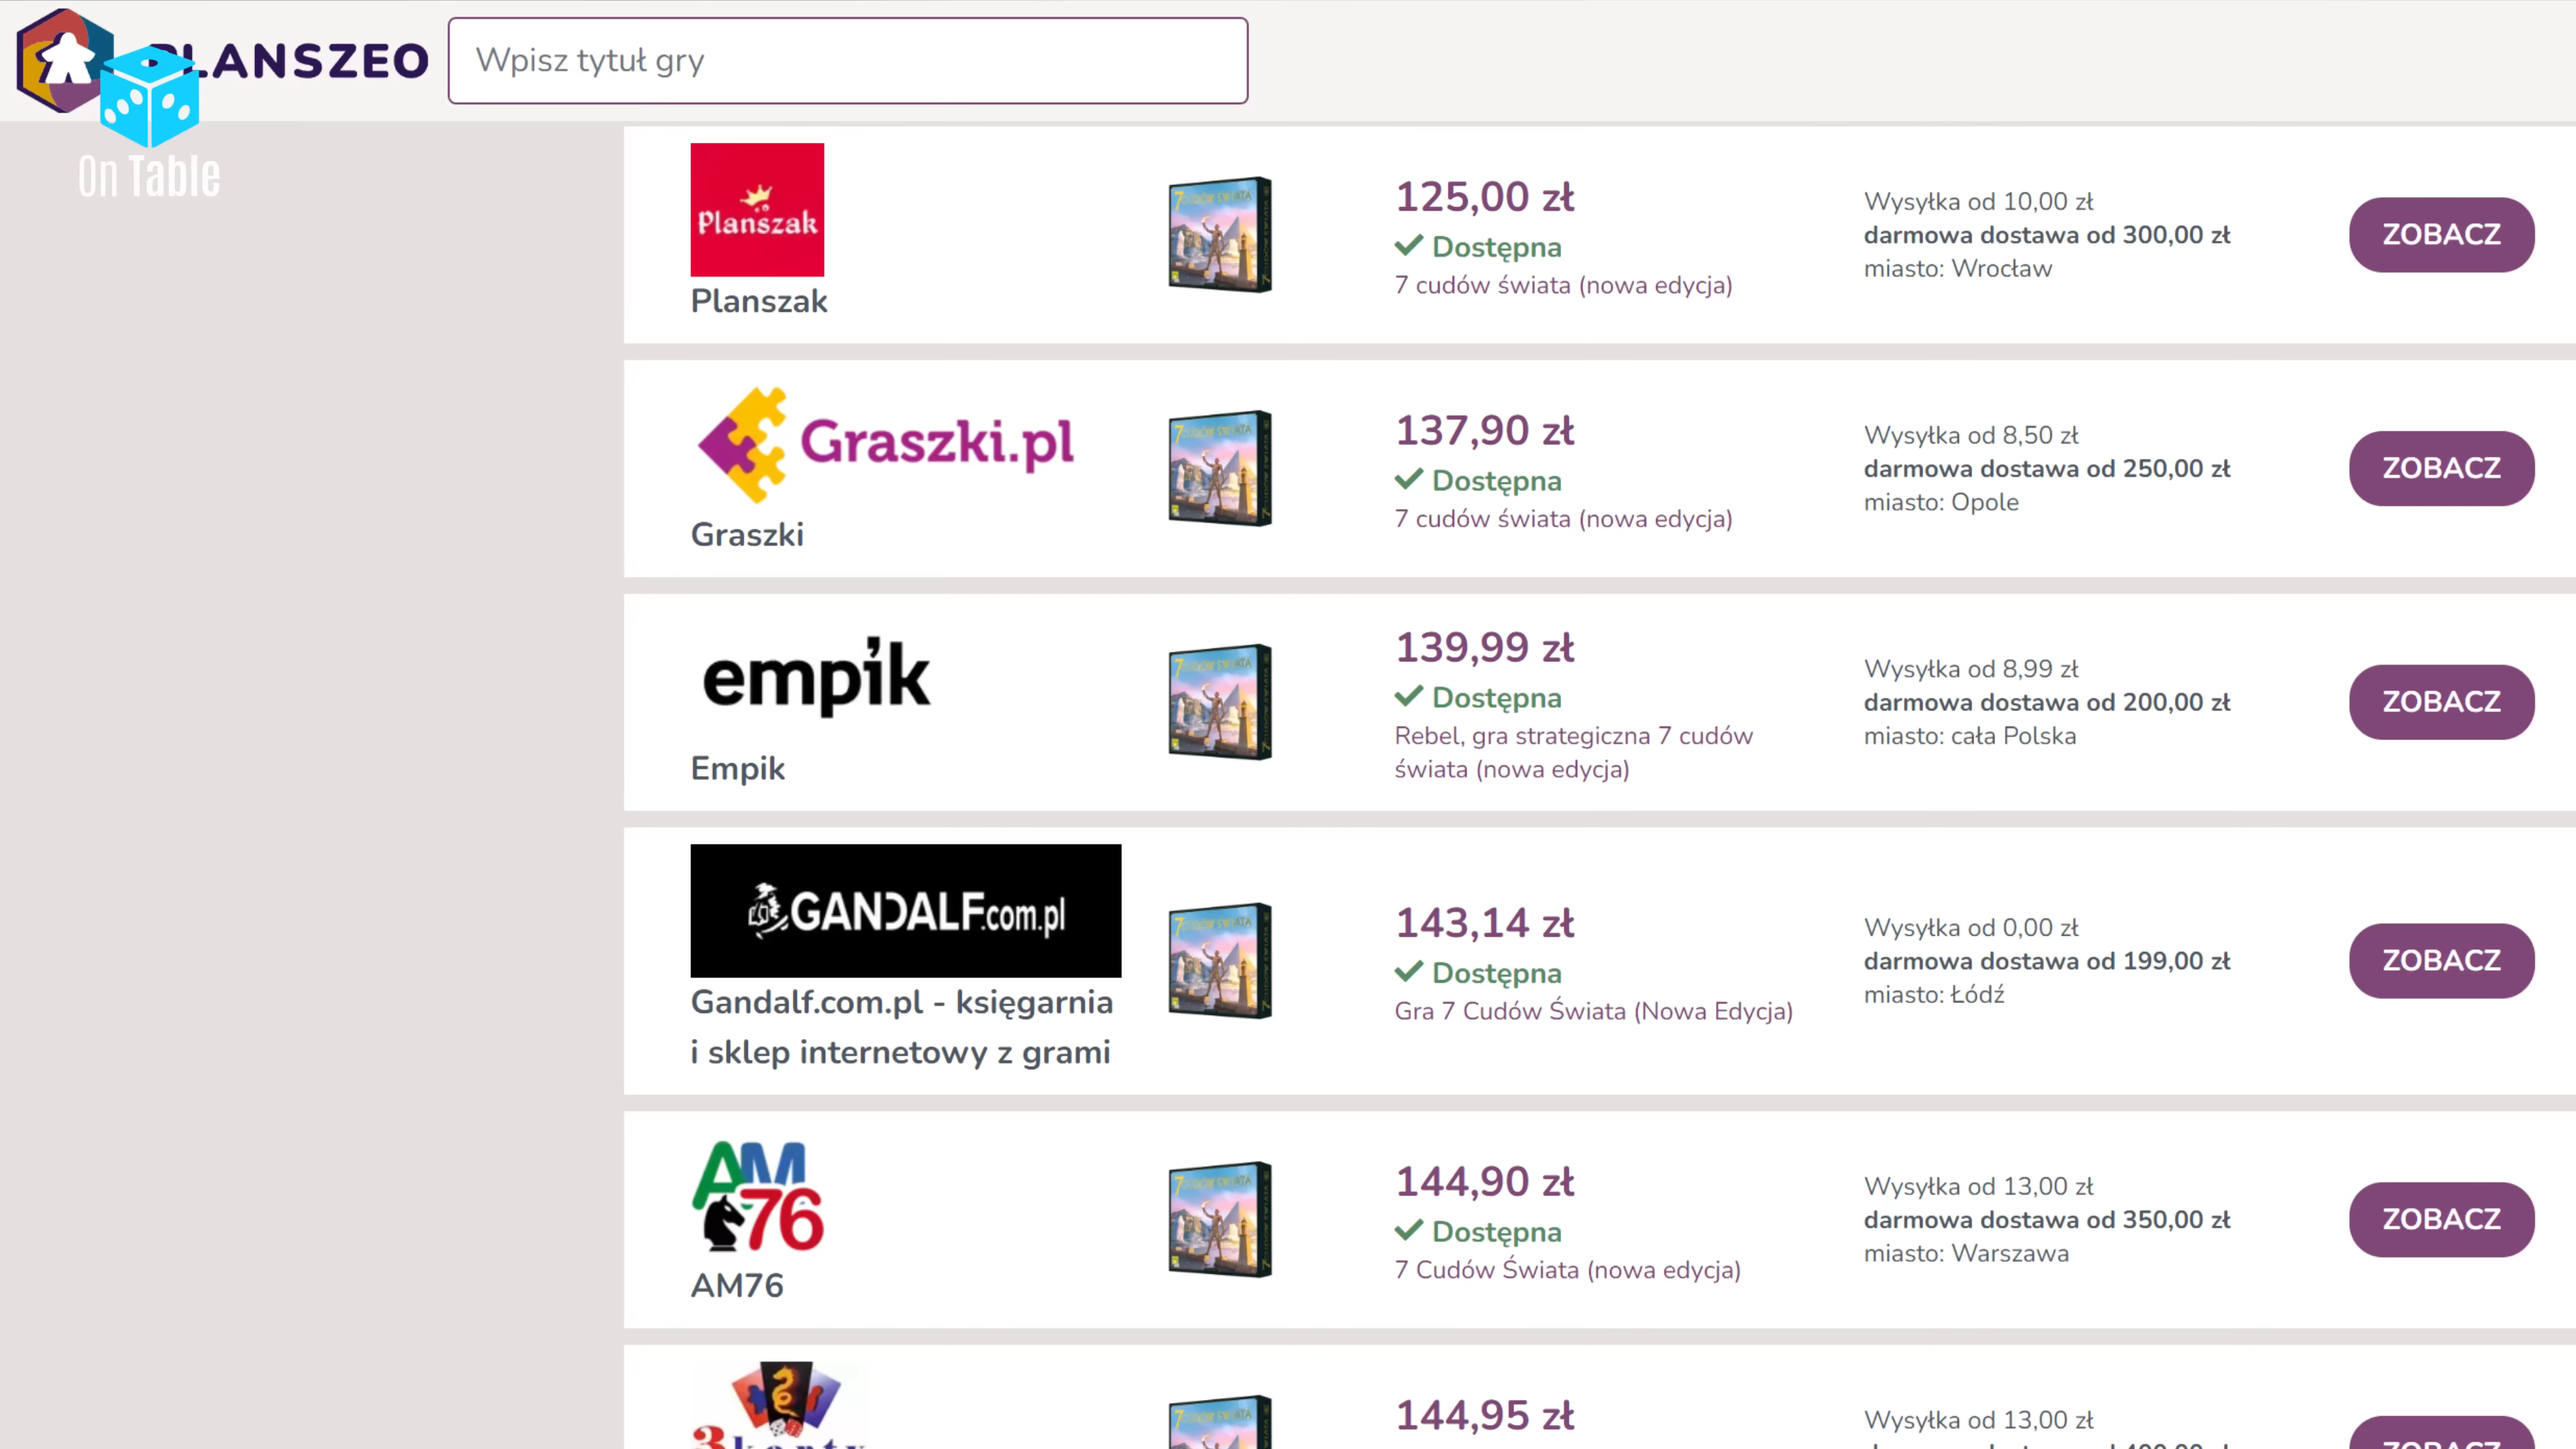 PLANSZEO
Wpisz tytuł gry
On Table
Planszak
Planszak
125,00 zł
Dostępna
7 cudów świata (nowa edycja)
Wysyłka od 10,00 zł
darmowa dostawa od 300,00 zł
miasto: Wrocław
ZOBACZ
Graszki.pl
Graszki
137,90 zł
Dostępna
7 cudów świata (nowa edycja)
Wysyłka od 8,50 zł
darmowa dostawa od 250,00 zł
miasto: Opole
ZOBACZ
empik
Empik
139,99 zł
Dostępna
Rebel, gra strategiczna 7 cudów
świata (nowa edycja)
Wysyłka od 8,99 zł
darmowa dostawa od 200,00 zł
miasto: cała Polska
ZOBACZ
GANDALF.com.pl
Gandalf.com.pl - księgarnia
i sklep internetowy z grami
143,14 zł
Dostępna
Gra 7 Cudów Świata (Nowa Edycja)
Wysyłka od 0,00 zł
darmowa dostawa od 199,00 zł
miasto: Łódź
ZOBACZ
AM76
AM76
144,90 zł
Dostępna
7 Cudów Świata (nowa edycja)
Wysyłka od 13,00 zł
darmowa dostawa od 350,00 zł
miasto: Warszawa
ZOBACZ
144,95 zł
Wysyłka od 13,00 zł